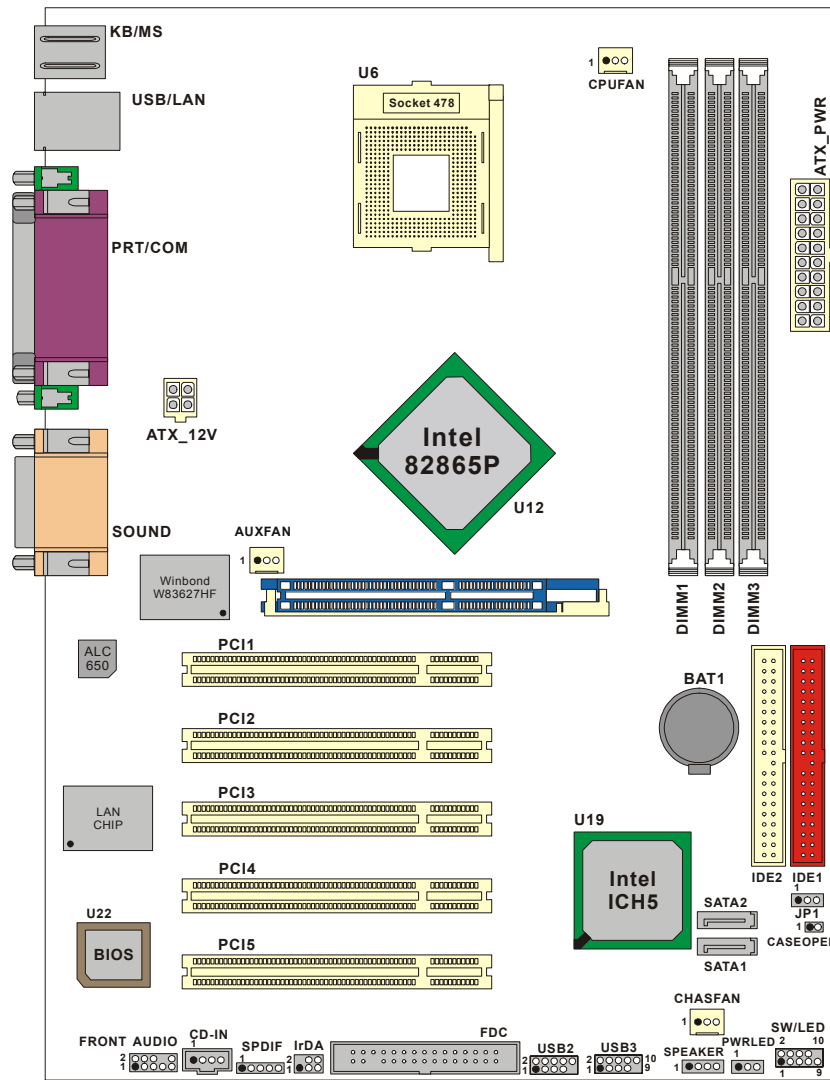 KB/MS
1
CPUFAN
U6
Socket 478
USB/LAN
ATX_PWR
PRT/COM
ATX_12V
Intel
82865P
U12
SOUND
AUXFAN
1
Winbond
W83627HF
DIMM1
DIMM2
DIMM3
ALC
650
PCI1
BAT1
PCI2
LAN
CHIP
PCI3
U19
Intel
ICH5
PCI4
IDE2
IDE1
1
JP1
1
CASEOPEN
SATA2
SATA1
U22
BIOS
PCI5
CHASFAN
1
FRONT AUDIO
2
1
CD-IN
1
SPDIF
1
IrDA
2
1
FDC
USB2
2
1
USB3
2
1
10
9
SPEAKER
1
PWRLED
1
SW/LED
2
10
1
9